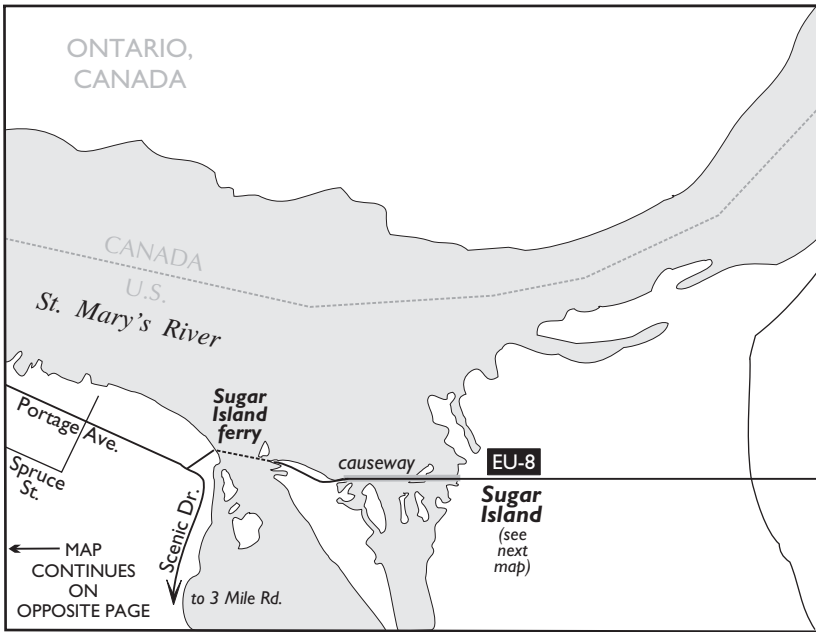 ONTARIO,
CANADA
CANADA
U.S.
St. Mary's River
Sugar
Island
ferry
Portage Ave.
Spruce
St.
causeway
EU-8
Sugar
Island
(see
next
map)
Scenic Dr.
MAP
CONTINUES
ON
OPPOSITE PAGE
to 3 Mile Rd.